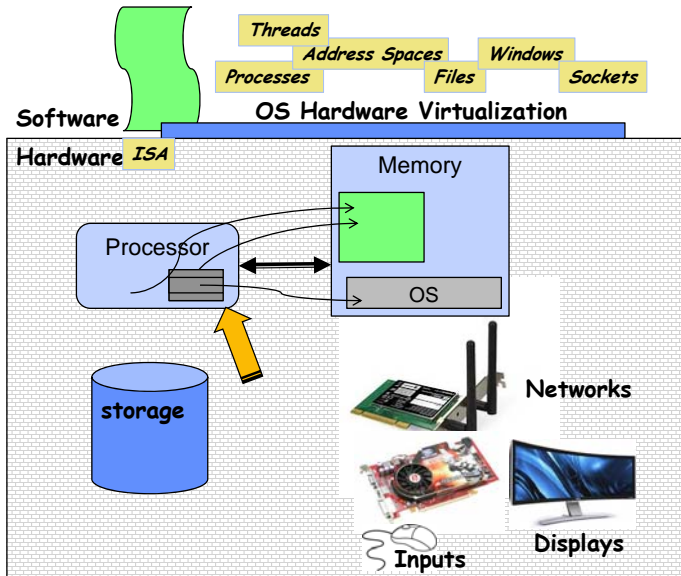 Threads
Address Spaces
Windows
Processes
Files
Sockets
Software
OS Hardware Virtualization
Hardware
ISA
Memory
Processor
OS
storage
Networks
Displays
Inputs